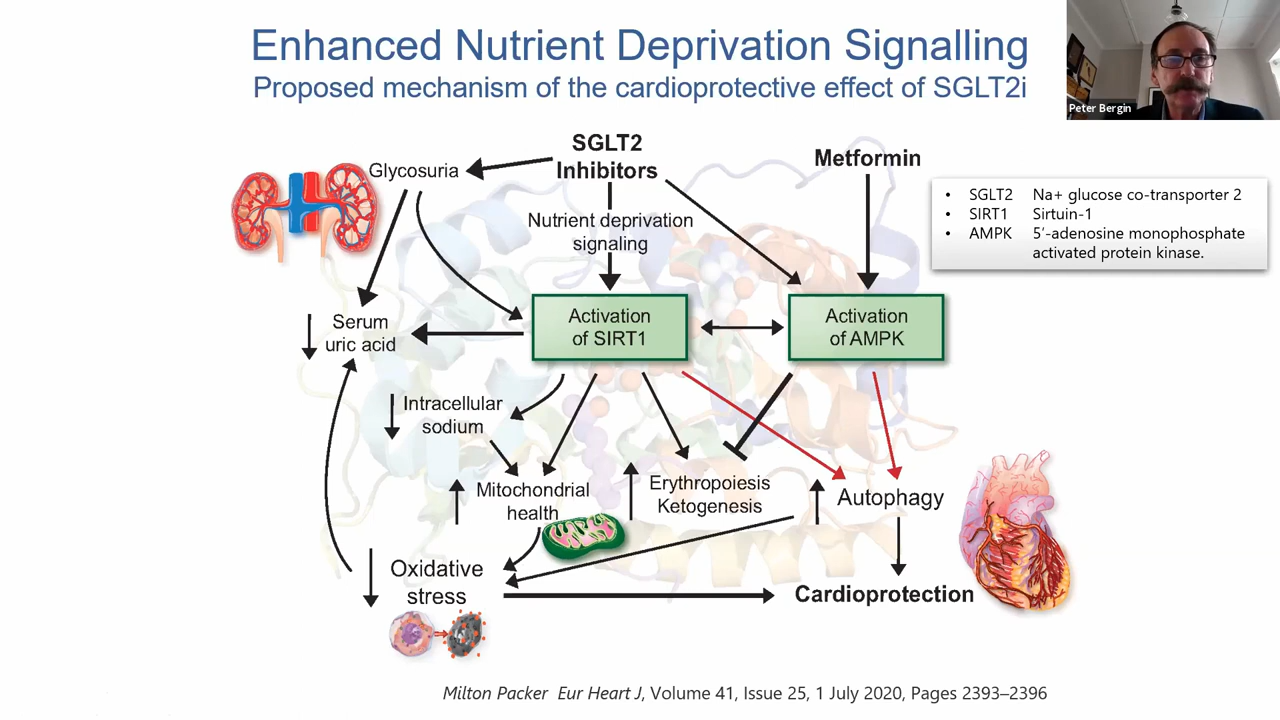 Enhanced Nutrient Deprivation Signalling
Proposed mechanism of the cardioprotective effect of SGLT2i
Peter Bergin
SGLT2
Inhibitors
Metformin
Glycosuria
• SGLT2 Na+ glucose co-transporter 2
• SIRT1 Sirtuin-1
• AMPK 5′-adenosine monophosphate
activated protein kinase.
Nutrient deprivation
signaling
Activation
of SIRT1
Activation
of AMPK
Serum
uric acid
Intracellular
sodium
Mitochondrial
health
Erythropoiesis
Ketogenesis
Autophagy
Oxidative
stress
Cardioprotection
Milton Packer Eur Heart J, Volume 41, Issue 25, 1 July 2020, Pages 2393–2396